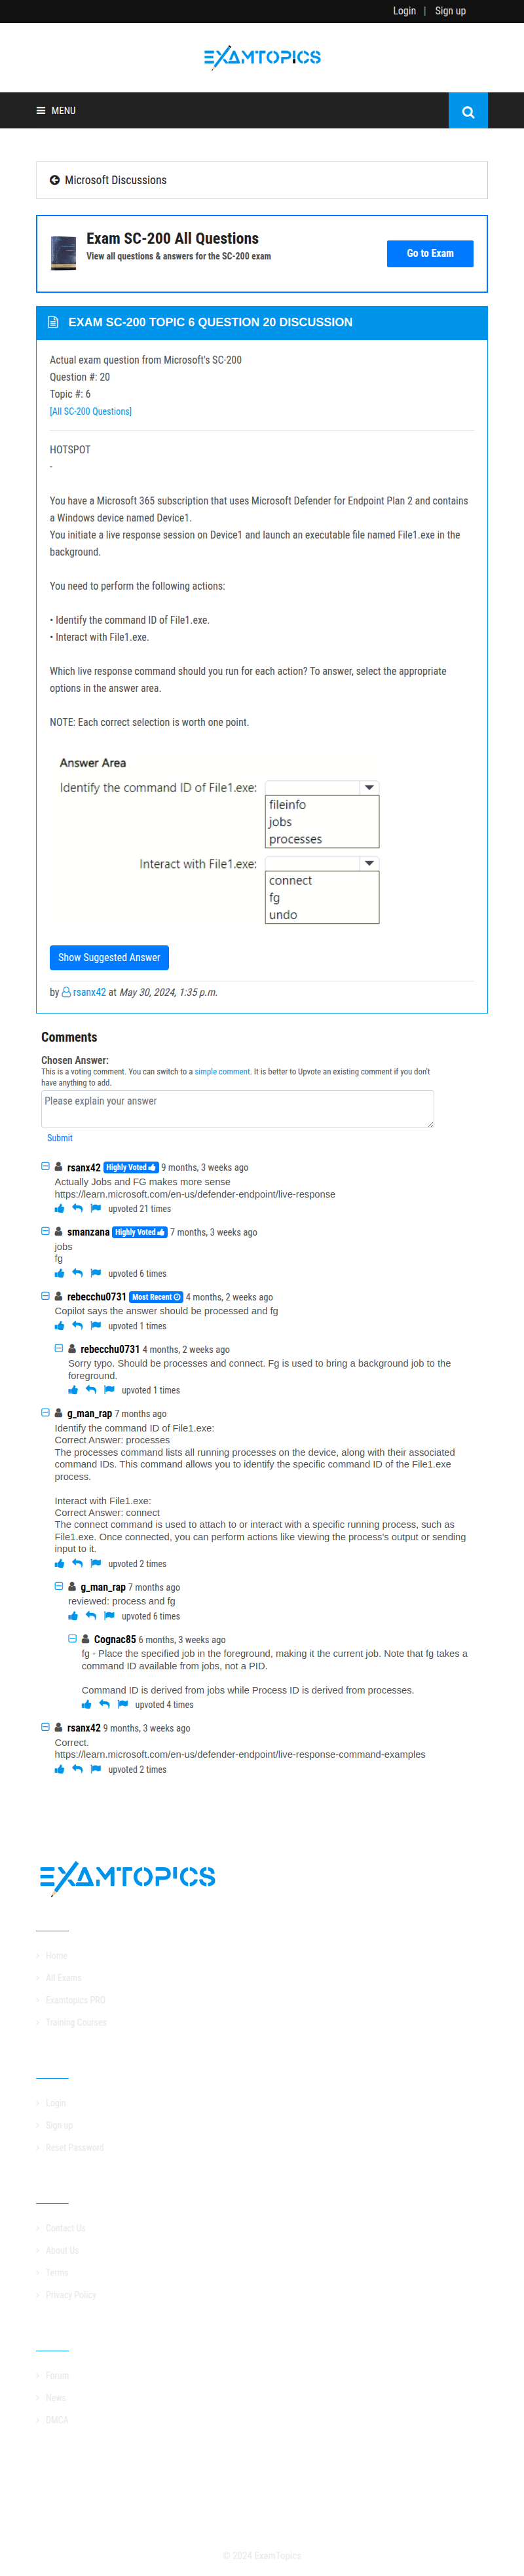 Login | Sign up
EXAMTOPICS
MENU
Microsoft Discussions
Exam SC-200 All Questions
View all questions & answers for the SC-200 exam
Go to Exam
EXAM SC-200 TOPIC 6 QUESTION 20 DISCUSSION
Actual exam question from Microsoft's SC-200
Question #: 20
Topic #: 6
[All SC-200 Questions]
HOTSPOT
-
You have a Microsoft 365 subscription that uses Microsoft Defender for Endpoint Plan 2 and contains
a Windows device named Device1.
You initiate a live response session on Device1 and launch an executable file named File1.exe in the
background.
You need to perform the following actions:
• Identify the command ID of File1.exe.
• Interact with File1.exe.
Which live response command should you run for each action? To answer, select the appropriate
options in the answer area.
NOTE: Each correct selection is worth one point.
Answer Area
Identify the command ID of File1.exe:
fileinfo
jobs
processes
Interact with File1.exe:
connect
fg
undo
Show Suggested Answer
by rsanx42 at May 30, 2024, 1:35 p.m.
Comments
Chosen Answer:
This is a voting comment. You can switch to a simple comment. It is better to Upvote an existing comment if you don't
have anything to add.
Please explain your answer
Submit
rsanx42 Highly Voted 9 months, 3 weeks ago
Actually Jobs and FG makes more sense
https://learn.microsoft.com/en-us/defender-endpoint/live-response
upvoted 21 times
smanzana Highly Voted 7 months, 3 weeks ago
jobs
fg
upvoted 6 times
rebecchu0731 Most Recent 4 months, 2 weeks ago
Copilot says the answer should be processed and fg
upvoted 1 times
rebecchu0731 4 months, 2 weeks ago
Sorry typo. Should be processes and connect. Fg is used to bring a background job to the
foreground.
upvoted 1 times
g_man_rap 7 months ago
Identify the command ID of File1.exe:
Correct Answer: processes
The processes command lists all running processes on the device, along with their associated
command IDs. This command allows you to identify the specific command ID of the File1.exe
process.
Interact with File1.exe:
Correct Answer: connect
The connect command is used to attach to or interact with a specific running process, such as
File1.exe. Once connected, you can perform actions like viewing the process's output or sending
input to it.
upvoted 2 times
g_man_rap 7 months ago
reviewed: process and fg
upvoted 6 times
Cognac85 6 months, 3 weeks ago
fg - Place the specified job in the foreground, making it the current job. Note that fg takes a
command ID available from jobs, not a PID.
Command ID is derived from jobs while Process ID is derived from processes.
upvoted 4 times
rsanx42 9 months, 3 weeks ago
Correct.
https://learn.microsoft.com/en-us/defender-endpoint/live-response-command-examples
upvoted 2 times
EXAMTOPICS
Home
All Exams
Examtopics PRO
Training Courses
Login
Sign up
Reset Password
Contact Us
About Us
Terms
Privacy Policy
Forum
News
DMCA
© 2024 ExamTopics